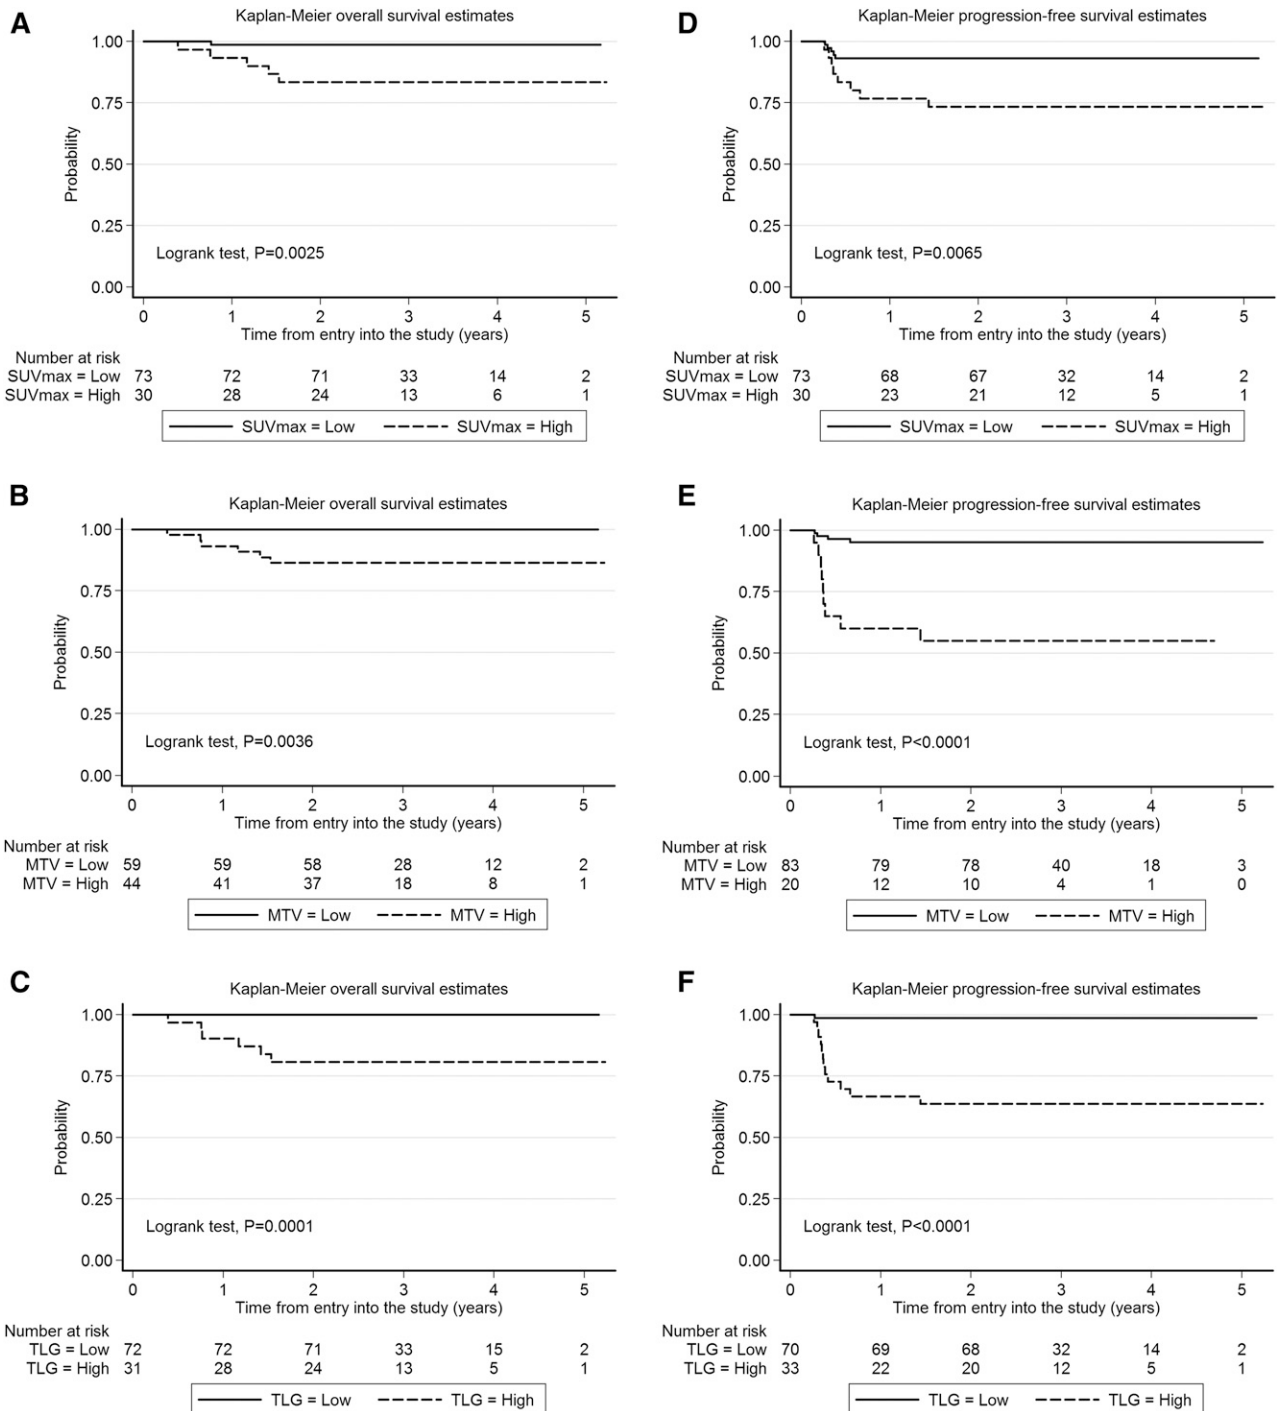 A
Kaplan-Meier overall survival estimates
1.00
0.75
0.50
0.25
0.00
Probability
Logrank test, P=0.0025
0 1 2 3 4 5
Time from entry into the study (years)
Number at risk
SUVmax = Low 73 72 71 33 14 2
SUVmax = High 30 28 24 13 6 1
SUVmax = Low SUVmax = High
D
Kaplan-Meier progression-free survival estimates
1.00
0.75
0.50
0.25
0.00
Probability
Logrank test, P=0.0065
0 1 2 3 4 5
Time from entry into the study (years)
Number at risk
SUVmax = Low 73 68 67 32 14 2
SUVmax = High 30 23 21 12 5 1
SUVmax = Low SUVmax = High
B
Kaplan-Meier overall survival estimates
1.00
0.75
0.50
0.25
0.00
Probability
Logrank test, P=0.0036
0 1 2 3 4 5
Time from entry into the study (years)
Number at risk
MTV = Low 59 59 58 28 12 2
MTV = High 44 41 37 18 8 1
MTV = Low MTV = High
E
Kaplan-Meier progression-free survival estimates
1.00
0.75
0.50
0.25
0.00
Probability
Logrank test, P<0.0001
0 1 2 3 4 5
Time from entry into the study (years)
Number at risk
MTV = Low 83 79 78 40 18 3
MTV = High 20 12 10 4 1 0
MTV = Low MTV = High
C
Kaplan-Meier overall survival estimates
1.00
0.75
0.50
0.25
0.00
Probability
Logrank test, P=0.0001
0 1 2 3 4 5
Time from entry into the study (years)
Number at risk
TLG = Low 72 72 71 33 15 2
TLG = High 31 28 24 13 5 1
TLG = Low TLG = High
F
Kaplan-Meier progression-free survival estimates
1.00
0.75
0.50
0.25
0.00
Probability
Logrank test, P<0.0001
0 1 2 3 4 5
Time from entry into the study (years)
Number at risk
TLG = Low 70 69 68 32 14 2
TLG = High 33 22 20 12 5 1
TLG = Low TLG = High